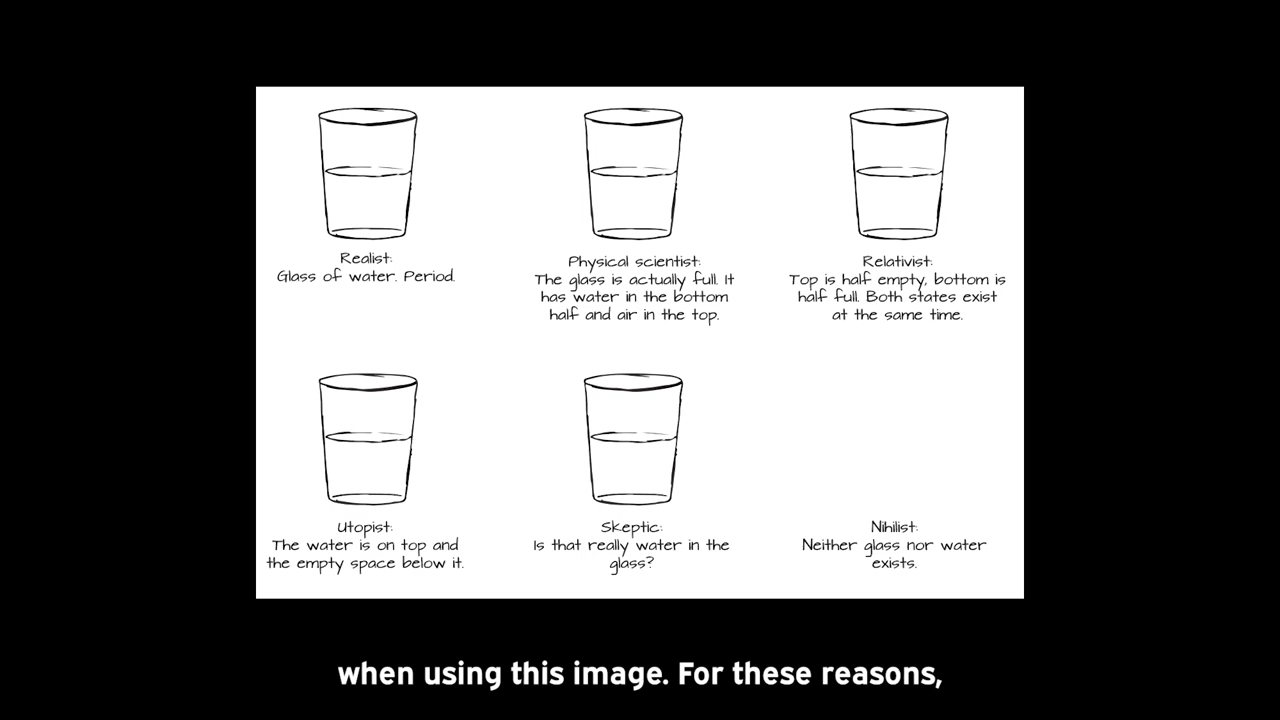 Realist:
Glass of water. Period.
Physical scientist:
The glass is actually full. It
has water in the bottom
half and air in the top.
Relativist:
Top is half empty, bottom is
half full. Both states exist
at the same time.
Utopist:
The water is on top and
the empty space below it.
Skeptic:
Is that really water in the
glass?
Nihilist:
Neither glass nor water
exists.
when using this image. For these reasons,